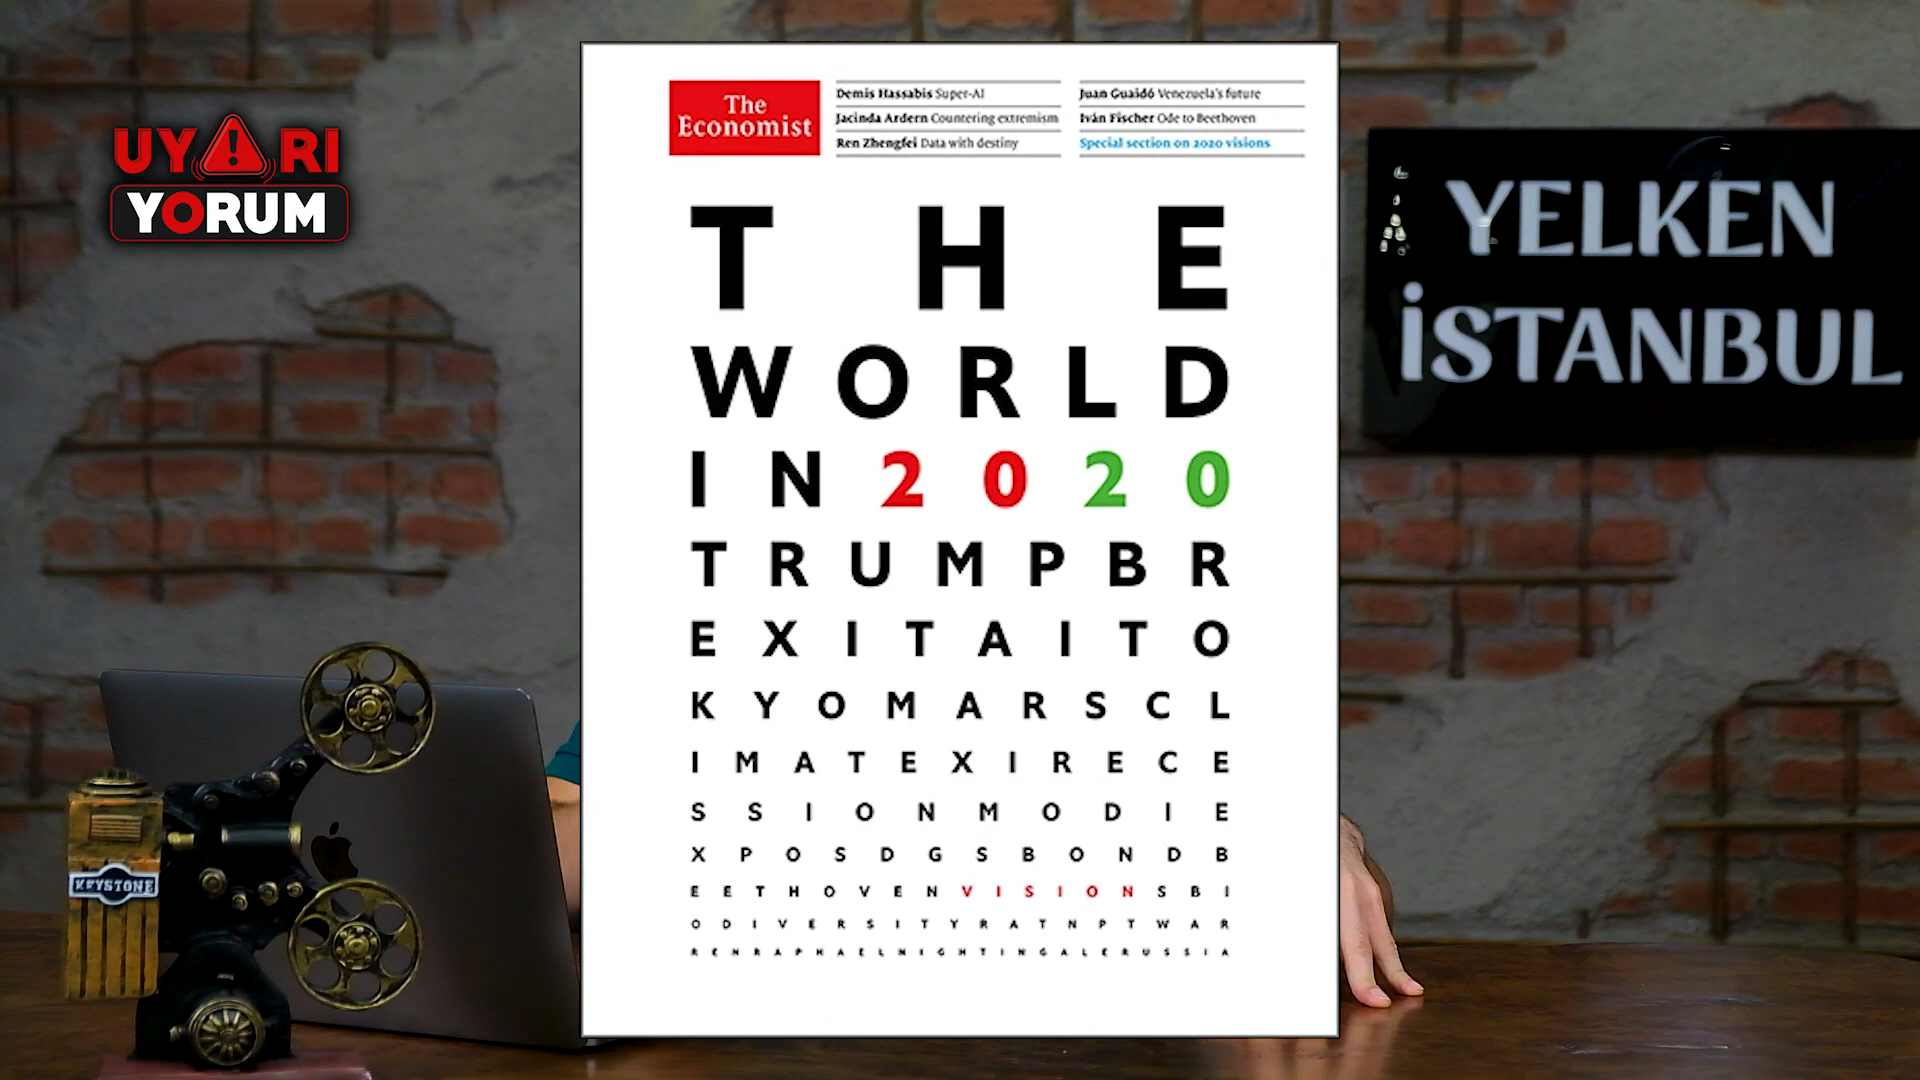 UYARI
YORUM
The
Economist
Demis Hassabis Super-AI
Jacinda Ardern Countering extremism
Ren Zhengfei Data with destiny
Juan Guaidó Venezuela's future
Iván Fischer Ode to Beethoven
Special section on 2020 visions
T H E
W O R L D
I N 2 0 2 0
T R U M P B R
E X I T A I T O
K Y O M A R S C L
I M A T E X I R E C E
S S I O N M O D I E
X P O S D G S B O N D B
E E T H O V E N V I S I O N S B I
O D I V E R S I T Y R A T N P T W A R
R E N R A P H A E L N I G H T I N G A L E R U S S I A
YELKEN
İSTANBUL
KEYSTONE